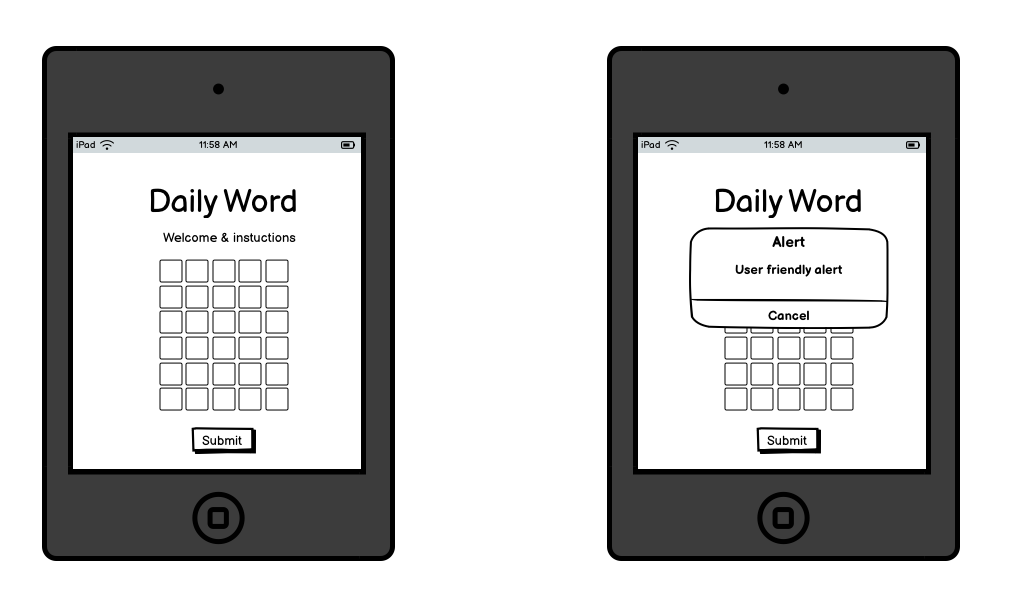 iPad 11:58 AM
Daily Word
Welcome & instuctions
Submit
iPad 11:58 AM
Daily Word
Alert
User friendly alert
Cancel
Submit